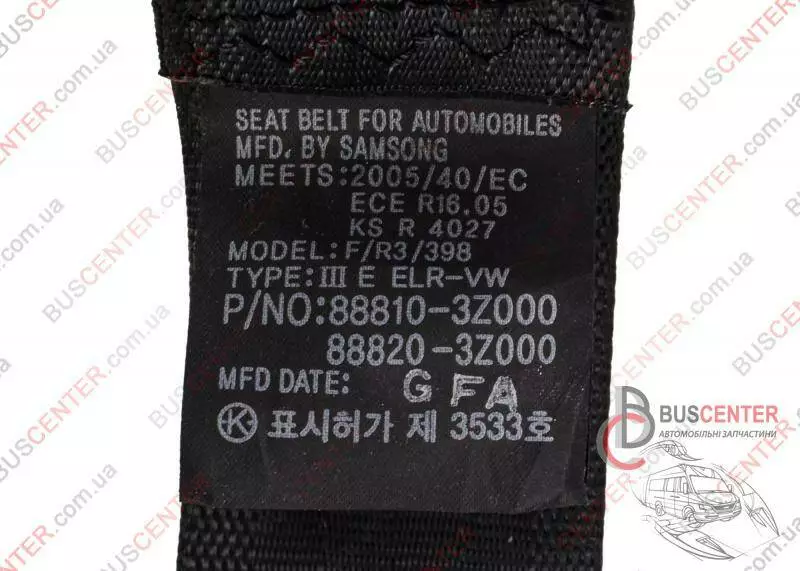 SEAT BELT FOR AUTOMOBILES
MFD. BY SAMSONG
MEETS:2005/40/EC
ECE R16.05
KS R 4027
MODEL:F/R3/398
TYPE:III E ELR-VW
P/NO:88810-3Z000
88820-3Z000
MFD DATE: G FA
Ⓚ 표시허가 제 3533호
BUSCENTER
АВТОМОБІЛЬНІ ЗАПЧАСТИНИ
BUSCENTER.com.ua